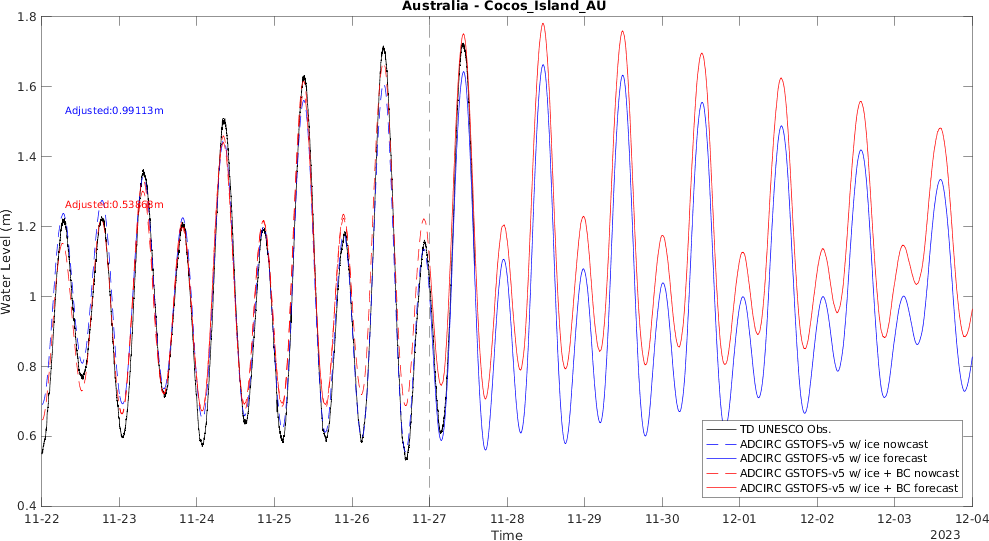 Australia - Cocos_Island_AU
Water Level (m)
1.8
1.6
1.4
1.2
1
0.8
0.6
0.4
Adjusted:0.99113m
Adjusted:0.53863m
TD UNESCO Obs.
ADCIRC GSTOFS-v5 w/ ice nowcast
ADCIRC GSTOFS-v5 w/ ice forecast
ADCIRC GSTOFS-v5 w/ ice + BC nowcast
ADCIRC GSTOFS-v5 w/ ice + BC forecast
11-22 11-23 11-24 11-25 11-26 11-27 11-28 11-29 11-30 12-01 12-02 12-03 12-04
Time
2023